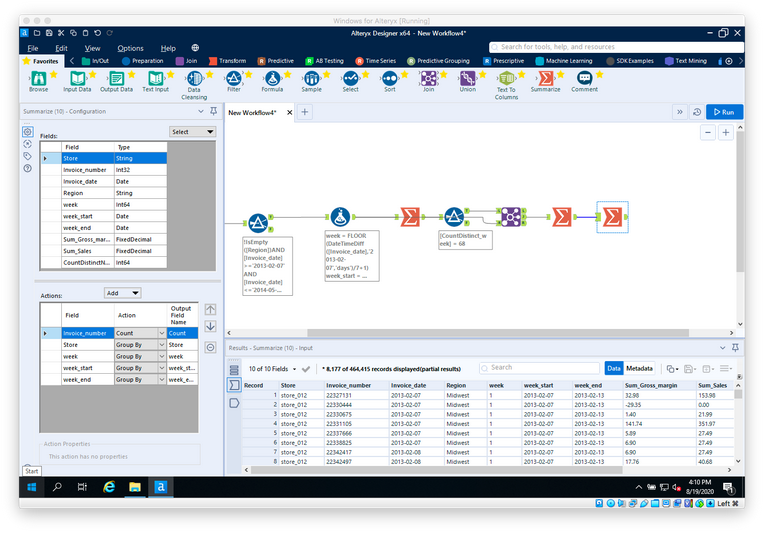 Windows for Alteryx [Running]
Alteryx Designer x64 - New Workflow4*
File Edit View Options Help
Search for tools, help, and resources
Favorites In/Out Preparation Join Transform Predictive AB Testing Time Series Predictive Grouping Prescriptive Machine Learning SDK Examples Text Mining
Browse Input Data Output Data Text Input Data Cleansing Filter Formula Sample Select Sort Join Union Text To Columns Summarize Comment
Summarize (10) - Configuration
New Workflow4*
Run
Fields:
Select
Field Type
Store String
Invoice_number Int32
Invoice_date Date
Region String
week Int64
week_start Date
week_end Date
Sum_Gross_mar... FixedDecimal
Sum_Sales FixedDecimal
CountDistinctN... Int64
Actions:
Add
Field Action Output Field Name
Invoice_number Count Count
Store Group By Store
week Group By week
week_start Group By week_st...
week_end Group By week_e...
Action Properties
This action has no properties
Start
!IsEmpty
([Region])AND
[Invoice_date]
>='2013-02-07'
AND
[Invoice_date]
<='2014-05-...
week = FLOOR
(DateTimeDiff
([Invoice_date],'2
013-02-
07','days')/7+1)
week_start = ...
[CountDistinct_w
eek] = 68
Results - Summarize (10) - Input
10 of 10 Fields
* 8,177 of 464,415 records displayed(partial results)
Search
Data Metadata
Record Store Invoice_number Invoice_date Region week week_start week_end Sum_Gross_margin Sum_Sales
1 store_012 22327131 2013-02-07 Midwest 1 2013-02-07 2013-02-13 32.98 153.98
2 store_012 22330444 2013-02-07 Midwest 1 2013-02-07 2013-02-13 -29.35 0.00
3 store_012 22330675 2013-02-07 Midwest 1 2013-02-07 2013-02-13 1.40 21.99
4 store_012 22331105 2013-02-07 Midwest 1 2013-02-07 2013-02-13 141.74 351.97
5 store_012 22337666 2013-02-07 Midwest 1 2013-02-07 2013-02-13 5.89 27.49
6 store_012 22338825 2013-02-07 Midwest 1 2013-02-07 2013-02-13 6.90 27.49
7 store_012 22342417 2013-02-08 Midwest 1 2013-02-07 2013-02-13 6.90 27.49
8 store_012 22342497 2013-02-08 Midwest 1 2013-02-07 2013-02-13 17.76 40.68
4:10 PM
8/19/2020
Left ⌘